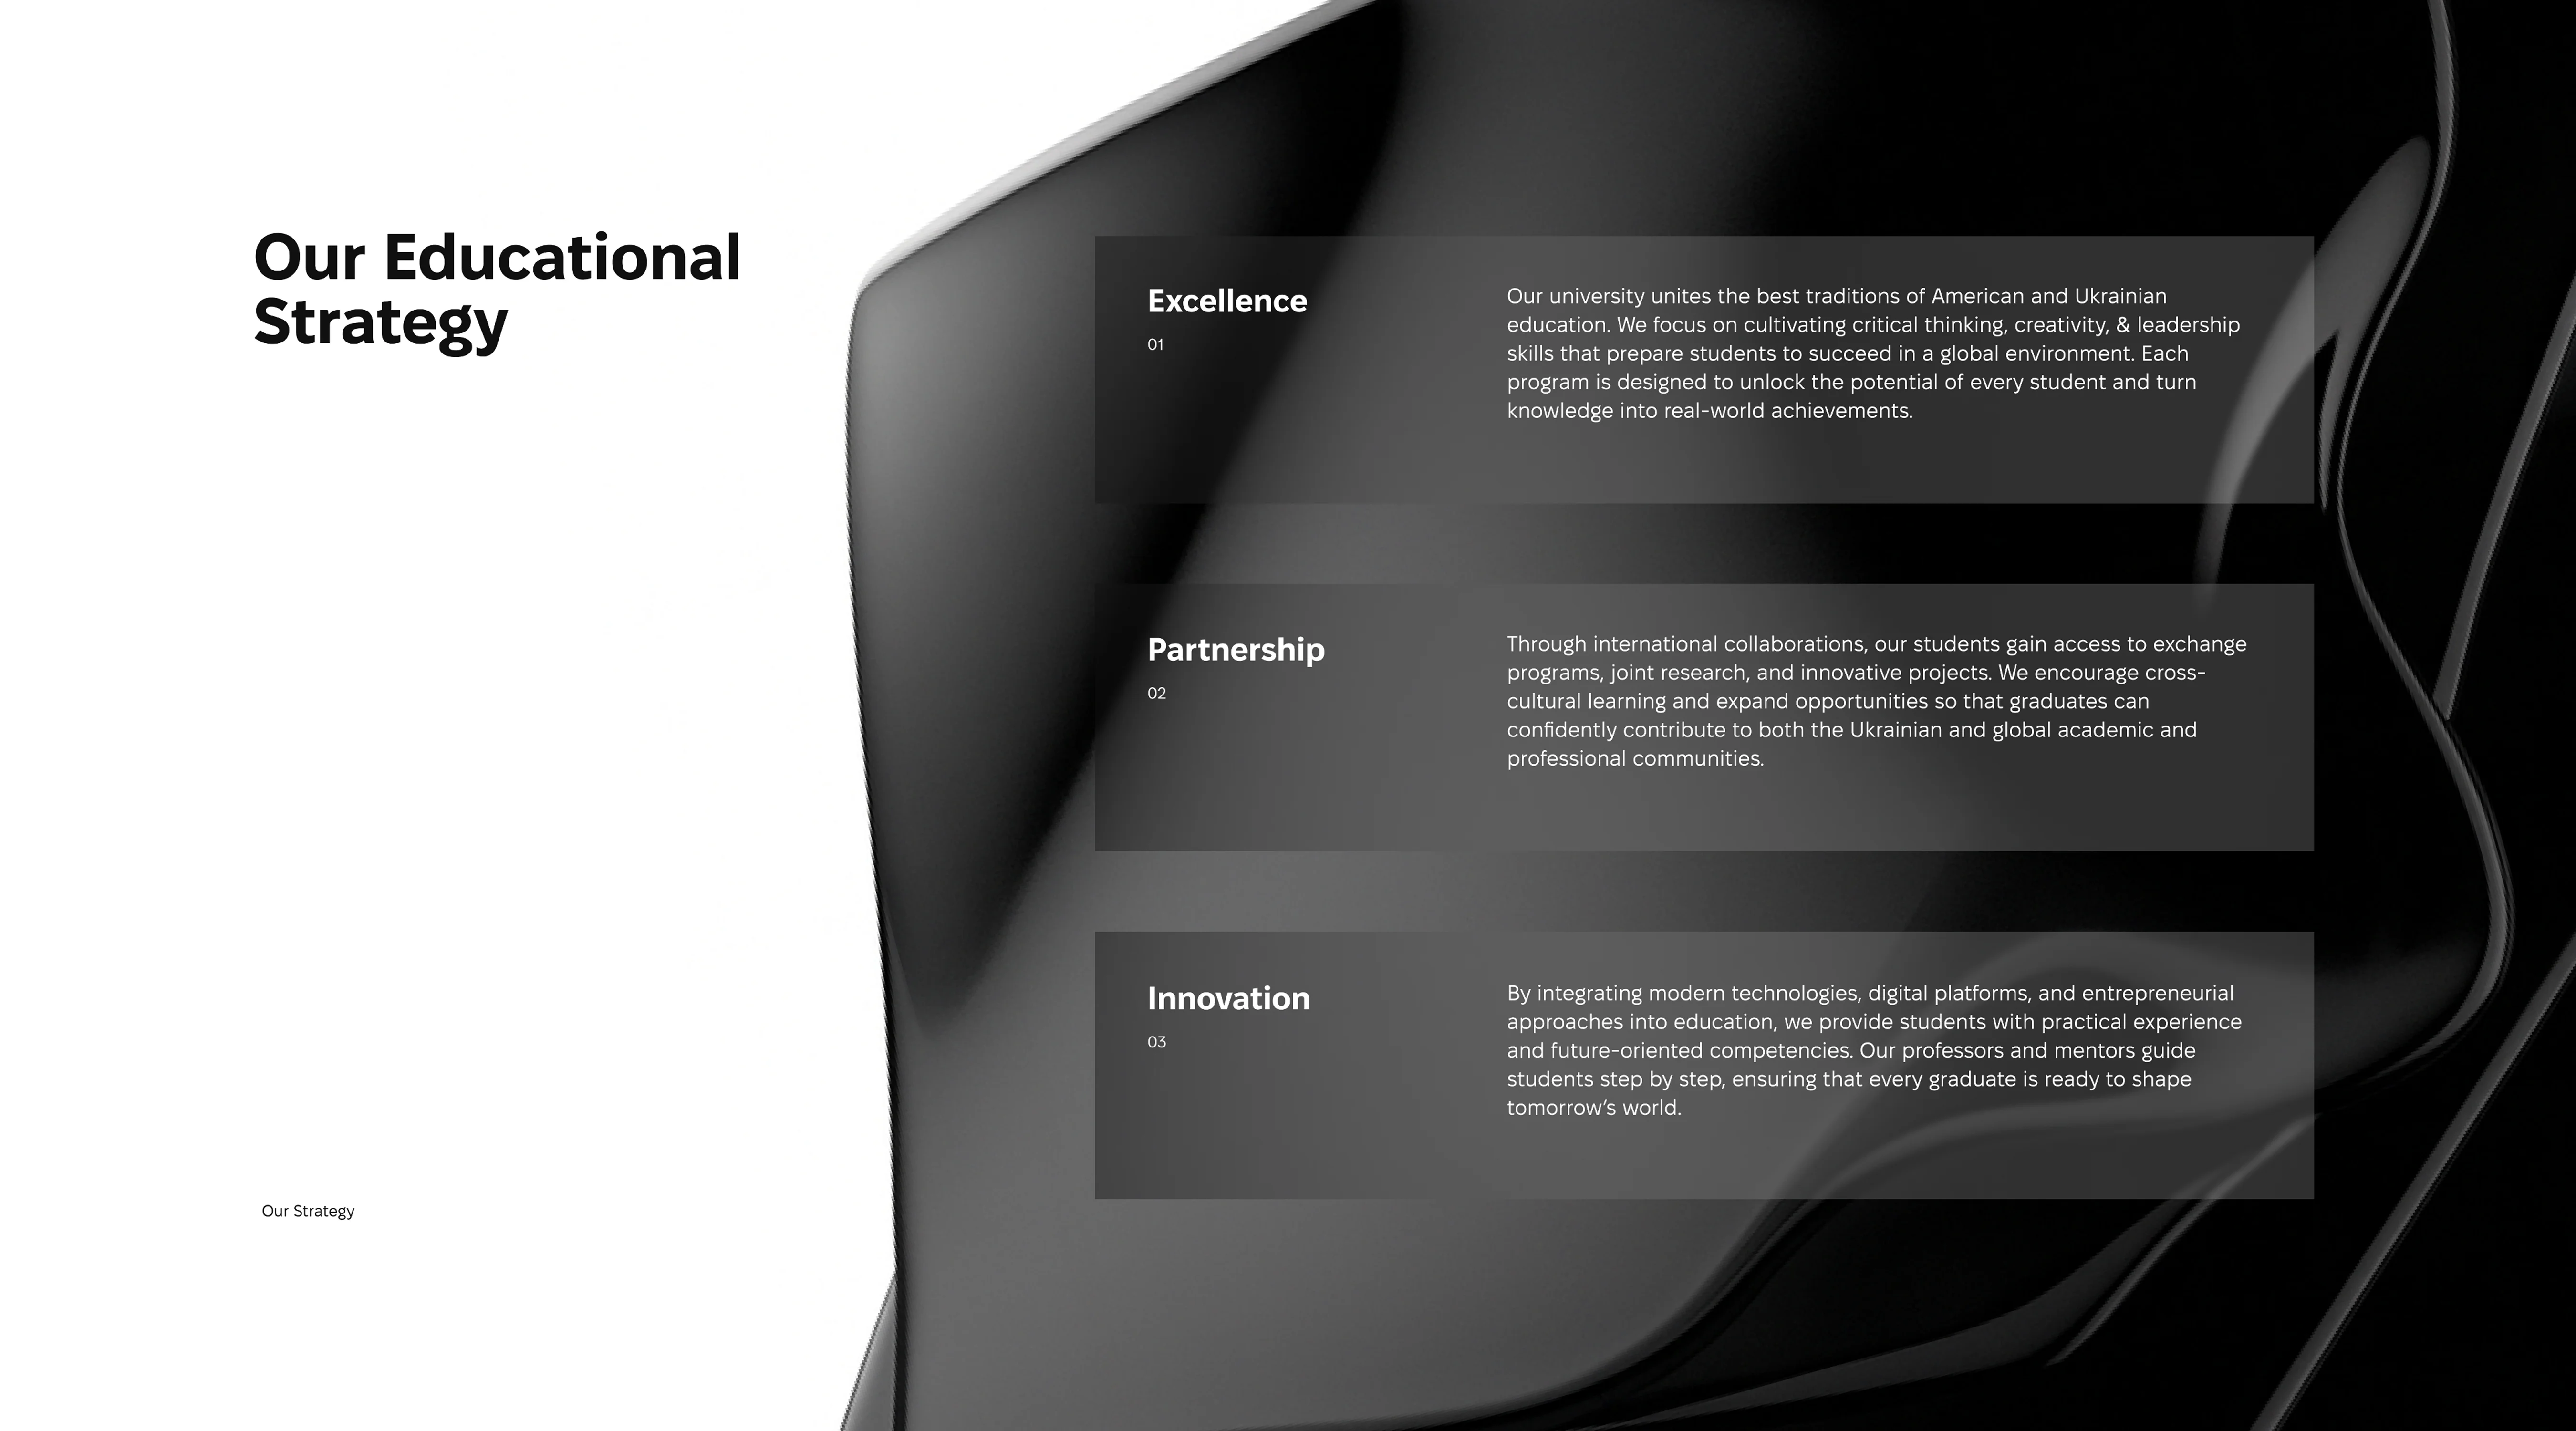 Our Educational
Strategy
Excellence
01
Our university unites the best traditions of American and Ukrainian
education. We focus on cultivating critical thinking, creativity, & leadership
skills that prepare students to succeed in a global environment. Each
program is designed to unlock the potential of every student and turn
knowledge into real-world achievements.
Partnership
02
Through international collaborations, our students gain access to exchange
programs, joint research, and innovative projects. We encourage cross-
cultural learning and expand opportunities so that graduates can
confidently contribute to both the Ukrainian and global academic and
professional communities.
Innovation
03
By integrating modern technologies, digital platforms, and entrepreneurial
approaches into education, we provide students with practical experience
and future-oriented competencies. Our professors and mentors guide
students step by step, ensuring that every graduate is ready to shape
tomorrow’s world.
Our Strategy